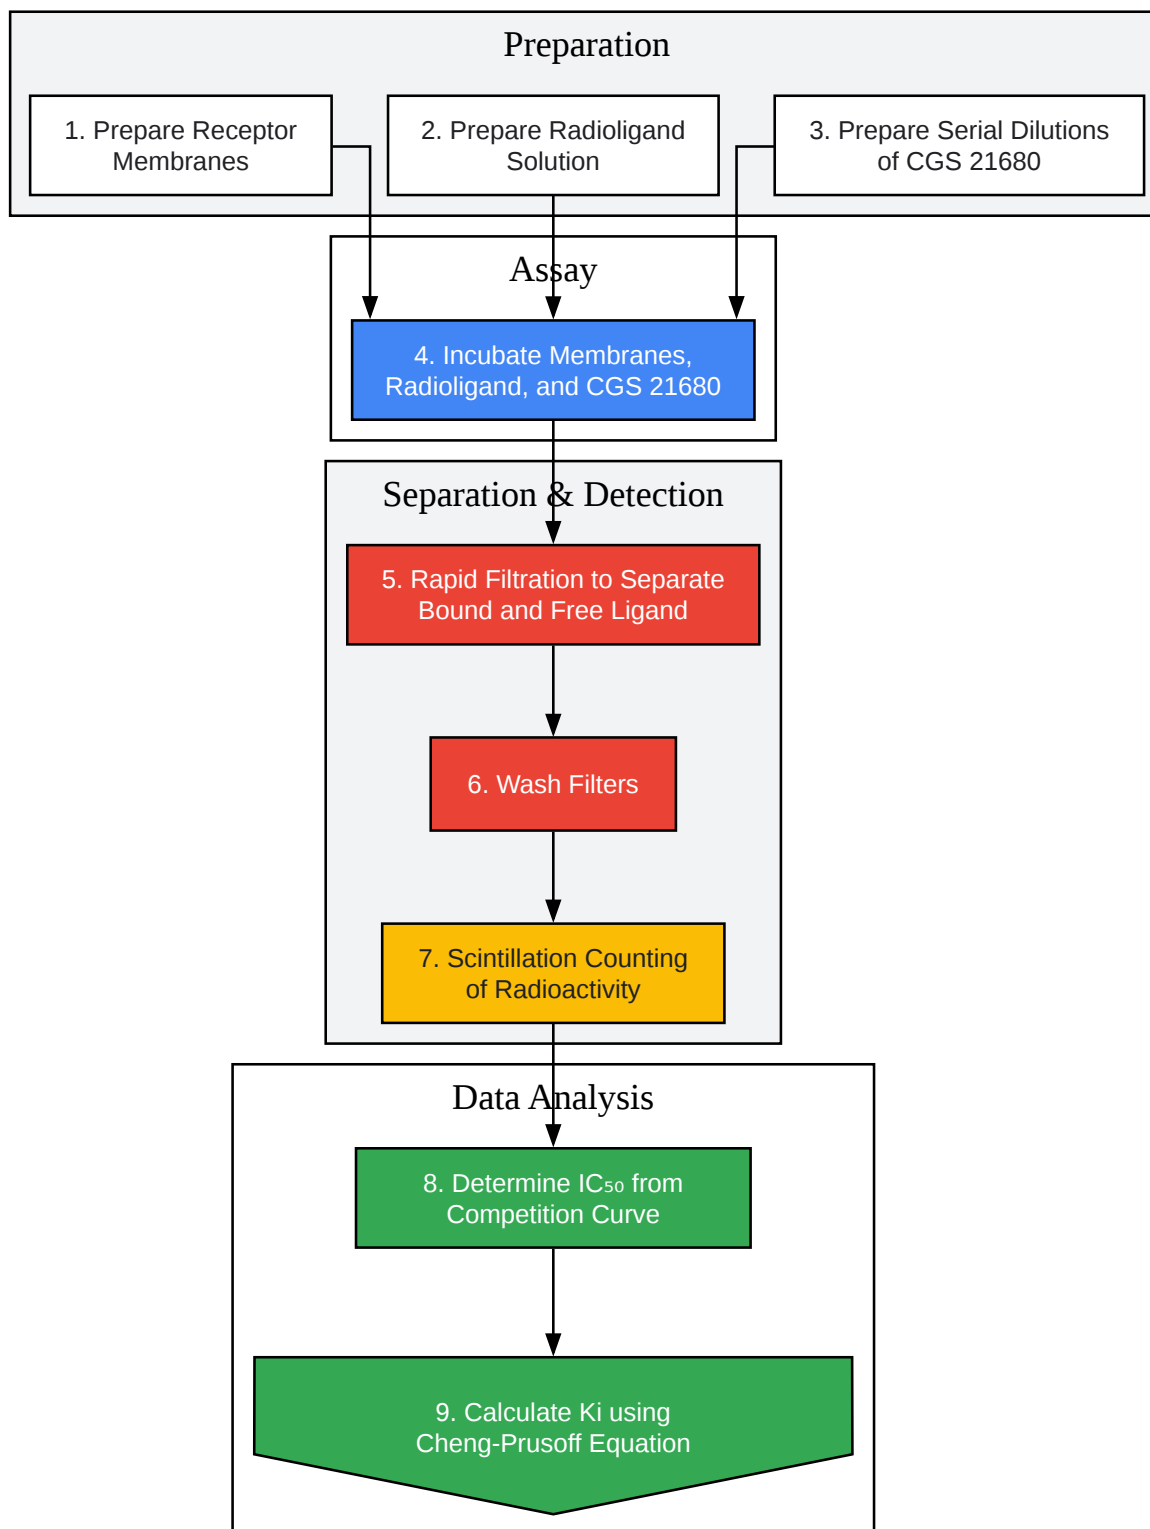 Preparation
1. Prepare Receptor
Membranes
2. Prepare Radioligand
Solution
3. Prepare Serial Dilutions
of CGS 21680
Assay
4. Incubate Membranes,
Radioligand, and CGS 21680
Separation & Detection
5. Rapid Filtration to Separate
Bound and Free Ligand
6. Wash Filters
7. Scintillation Counting
of Radioactivity
Data Analysis
8. Determine IC₅₀ from
Competition Curve
9. Calculate Ki using
Cheng-Prusoff Equation